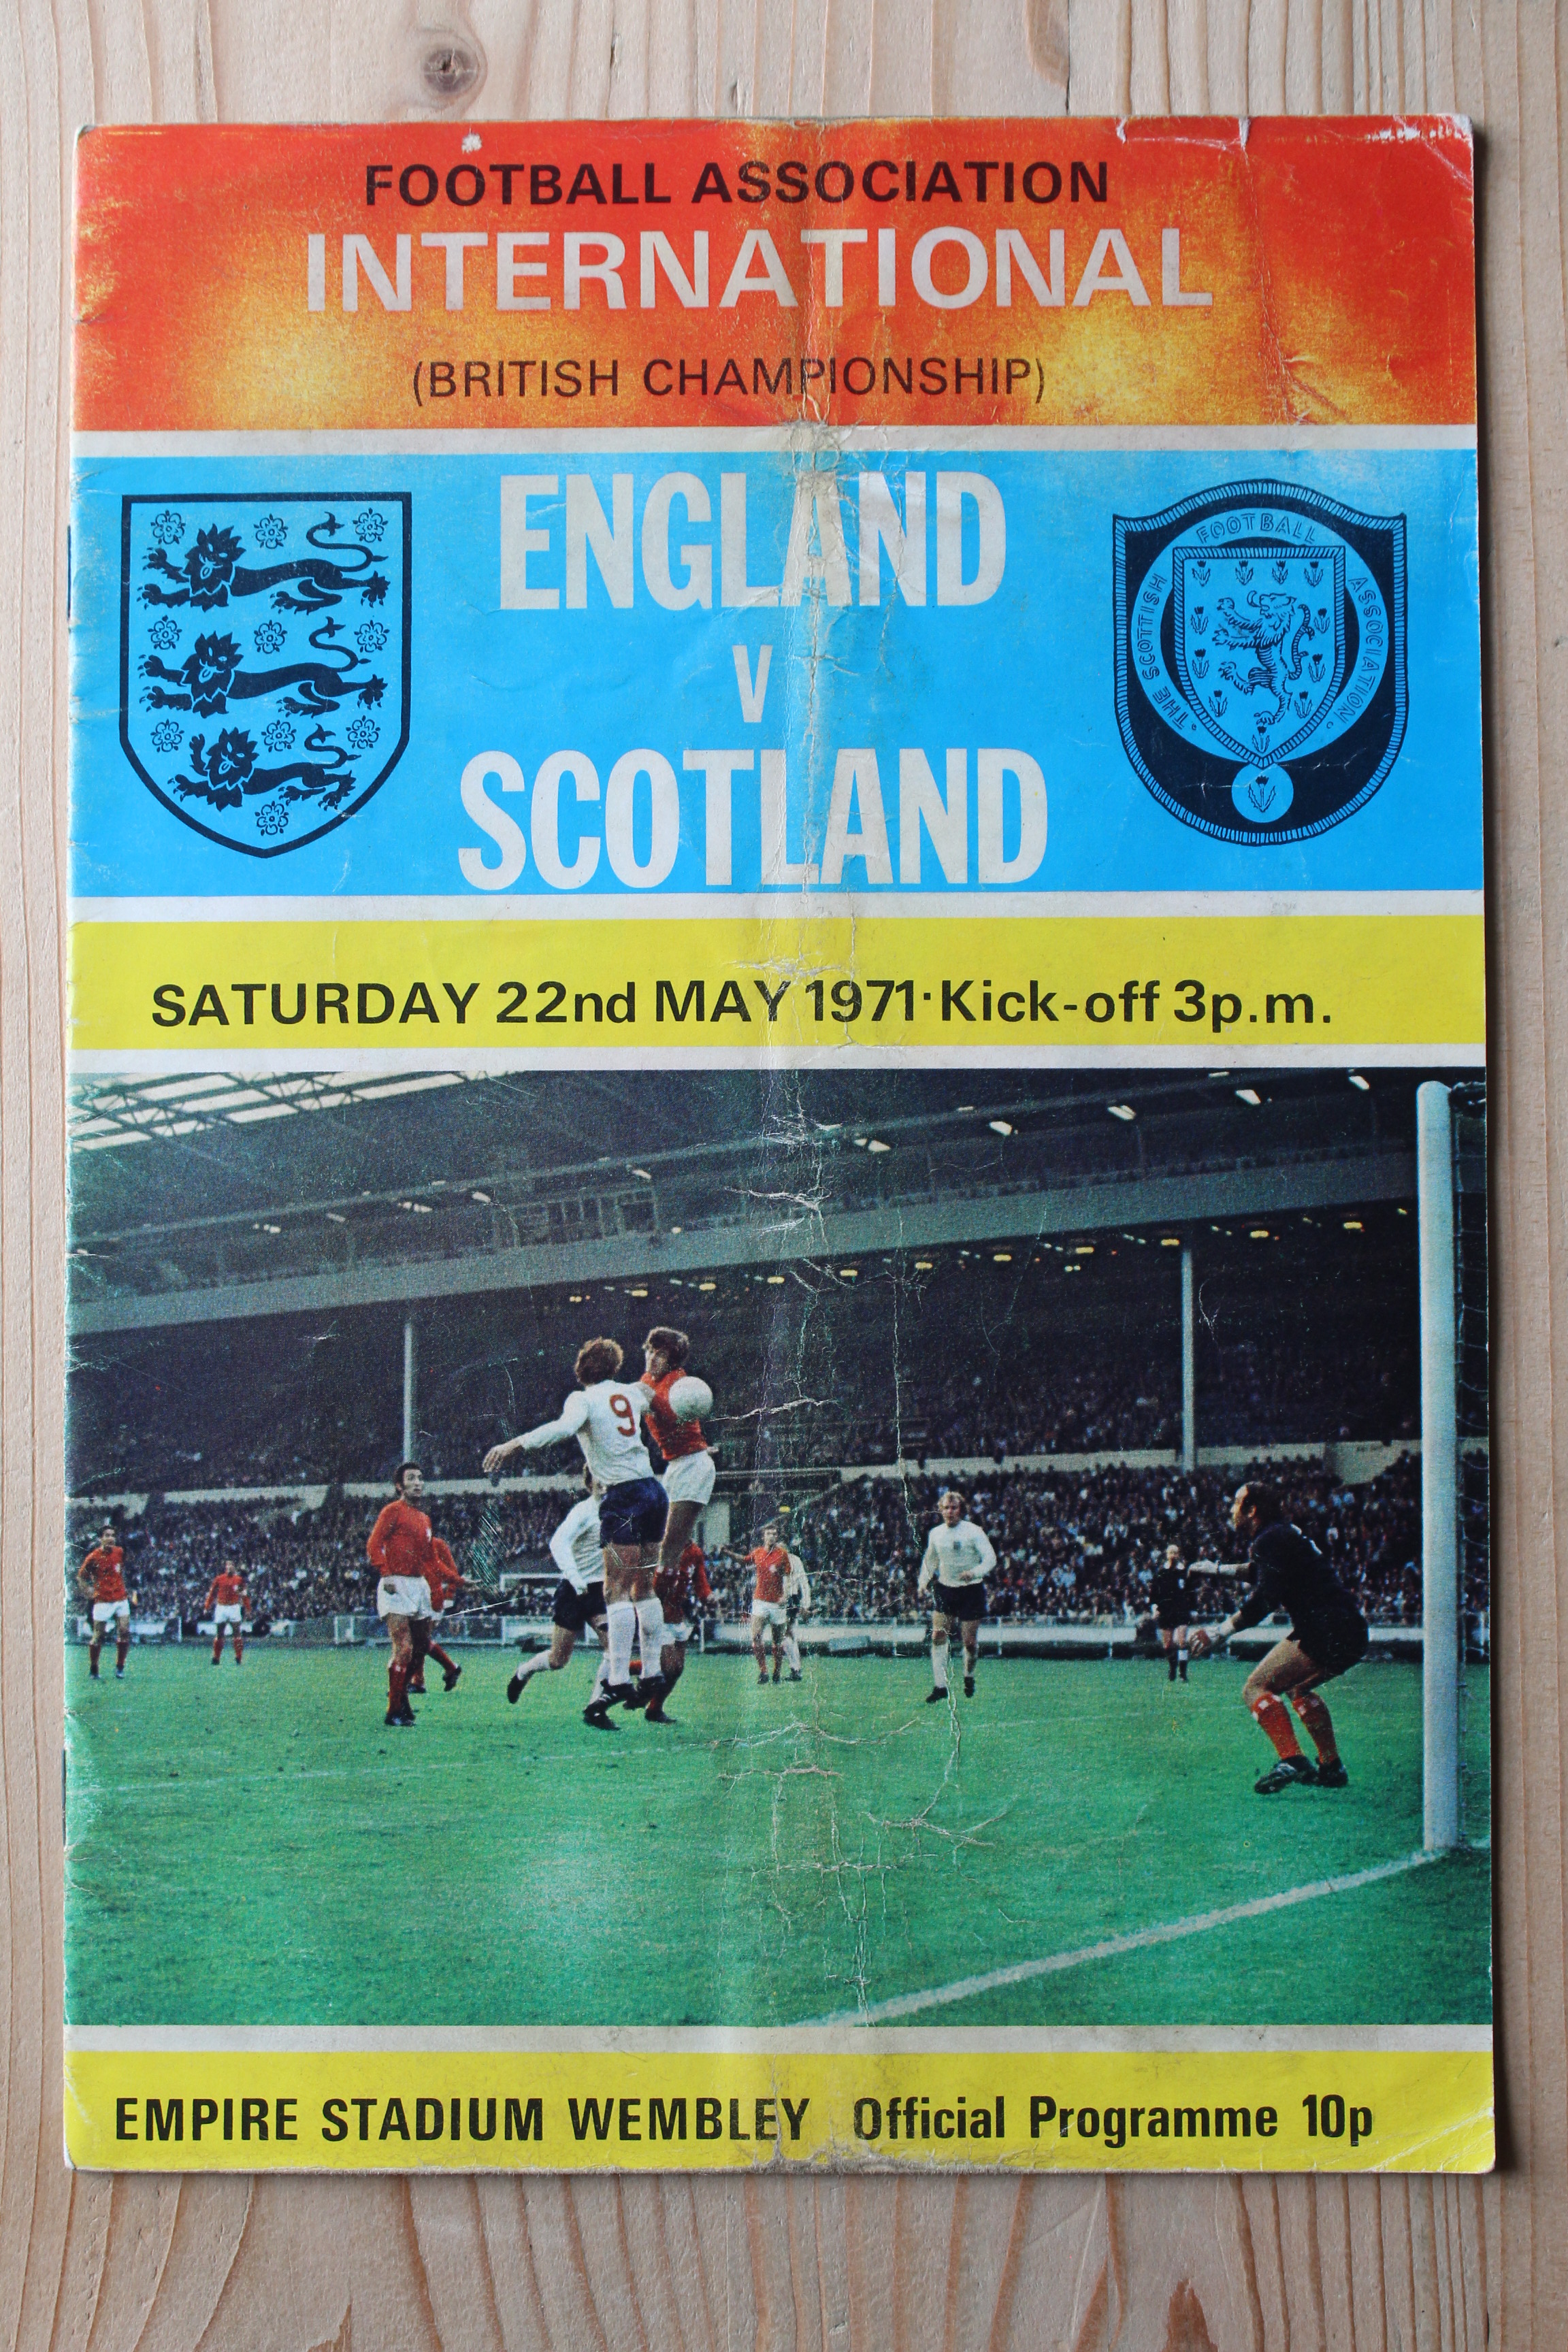 FOOTBALL ASSOCIATION
INTERNATIONAL
(BRITISH CHAMPIONSHIP)
ENGLAND
V
SCOTLAND
THE SCOTTISH FOOTBALL ASSOCIATION
SATURDAY 22nd MAY 1971·Kick-off 3p.m.
9
EMPIRE STADIUM WEMBLEY Official Programme 10p